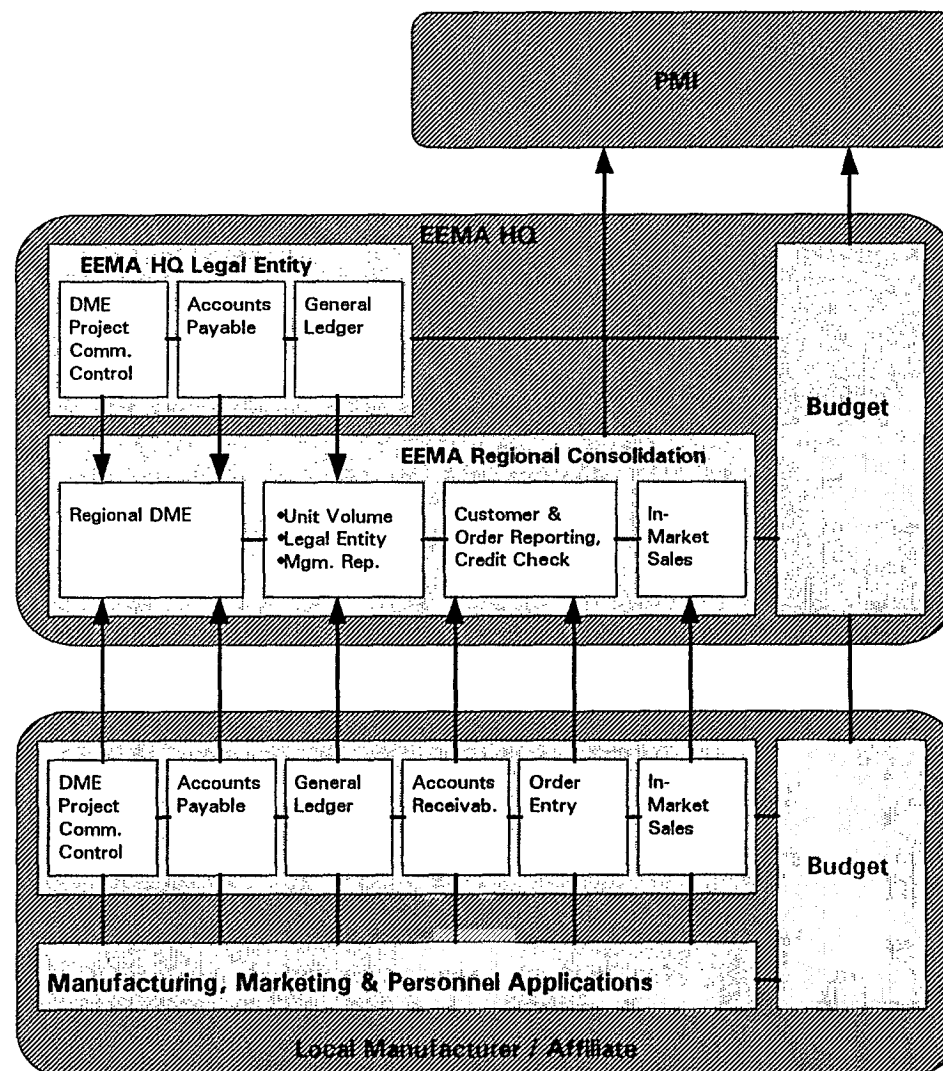 PMI
EEMA HQ
EEMA HQ Legal Entity
DME
Project
Comm.
Control
Accounts
Payable
General
Ledger
Budget
EEMA Regional Consolidation
Regional DME
•Unit Volume
•Legal Entity
•Mgm. Rep.
Customer &
Order Reporting,
Credit Check
In-
Market
Sales
DME
Project
Comm.
Control
Accounts
Payable
General
Ledger
Accounts
Receivab.
Order
Entry
In-
Market
Sales
Budget
Manufacturing, Marketing & Personnel Applications
Local Manufacturer / Affiliate